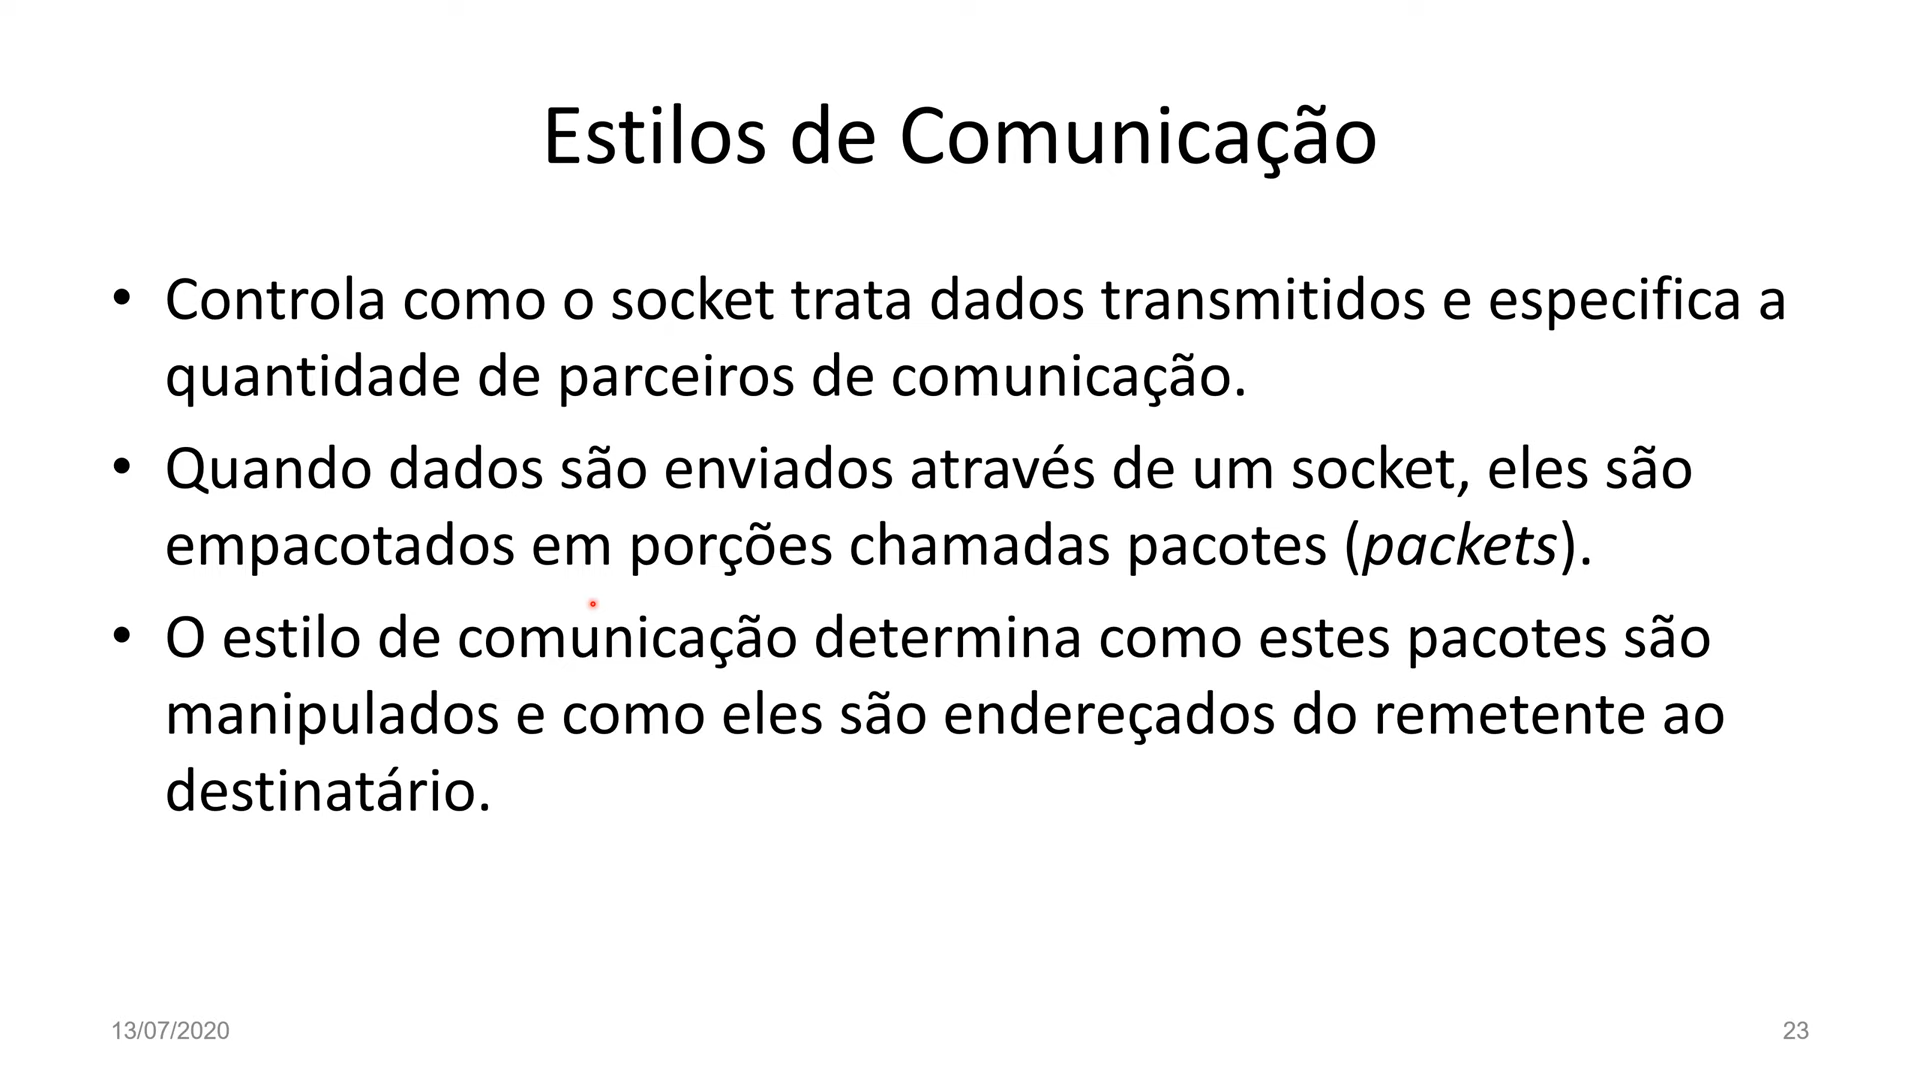 Estilos de Comunicação
• Controla como o socket trata dados transmitidos e especifica a
quantidade de parceiros de comunicação.
• Quando dados são enviados através de um socket, eles são
empacotados em porções chamadas pacotes (packets).
• O estilo de comunicação determina como estes pacotes são
manipulados e como eles são endereçados do remetente ao
destinatário.
13/07/2020
23